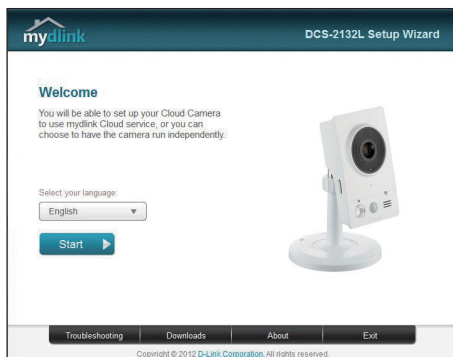 mydlink
DCS-2132L Setup Wizard
Welcome
You will be able to set up your Cloud Camera
to use mydlink Cloud service, or you can
choose to have the camera run independently.
Select your language:
English
Start
Troubleshooting Downloads About Exit
Copyright © 2012 D-Link Corporation. All rights reserved.